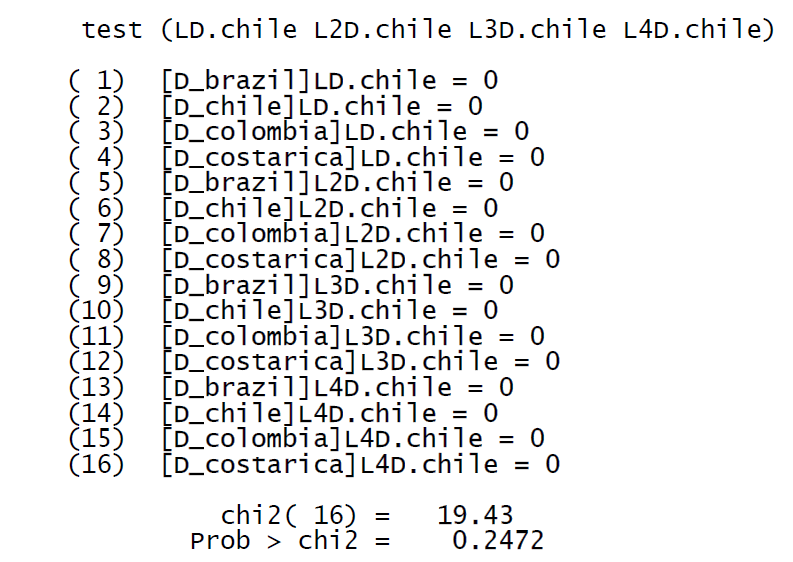 test (LD.chile L2D.chile L3D.chile L4D.chile)
( 1) [D_brazil]LD.chile = 0
( 2) [D_chile]LD.chile = 0
( 3) [D_colombia]LD.chile = 0
( 4) [D_costarica]LD.chile = 0
( 5) [D_brazil]L2D.chile = 0
( 6) [D_chile]L2D.chile = 0
( 7) [D_colombia]L2D.chile = 0
( 8) [D_costarica]L2D.chile = 0
( 9) [D_brazil]L3D.chile = 0
(10) [D_chile]L3D.chile = 0
(11) [D_colombia]L3D.chile = 0
(12) [D_costarica]L3D.chile = 0
(13) [D_brazil]L4D.chile = 0
(14) [D_chile]L4D.chile = 0
(15) [D_colombia]L4D.chile = 0
(16) [D_costarica]L4D.chile = 0
chi2( 16) = 19.43
Prob > chi2 = 0.2472